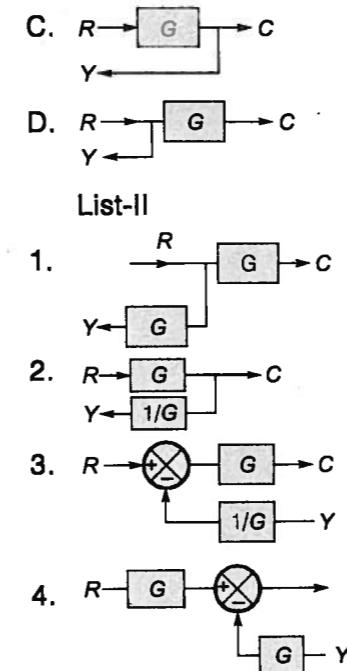 C. R G C
Y
D. R G C
Y
List-II
R
1. G C
Y G
2. R G C
Y 1/G
3. R + − G C
1/G Y
4. R G + −
G Y